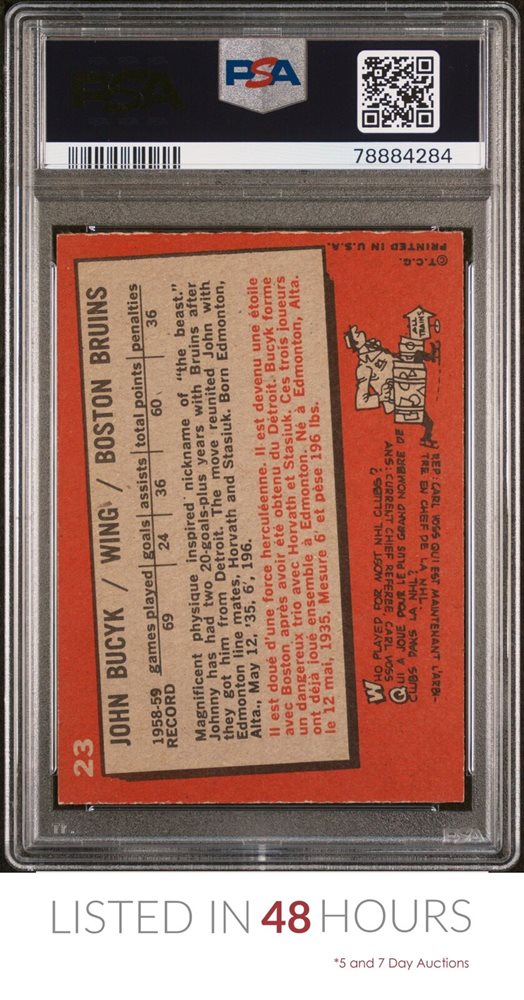 PSA
78884284
23
JOHN BUCYK / WING / BOSTON BRUINS
1958-59 games played goals assists total points penalties
RECORD 69 24 36 60 36
Magnificent physique inspired nickname of "the beast."
Johnny has had two 20-goals-plus years with Bruins after
they got him from Detroit. The move reunited John with
Edmonton line mates, Horvath and Stasiuk. Born Edmonton,
Alta., May 12, '35, 6', 196.
Il est doué d'une force herculéenne. Il est devenu une étoile
avec Boston après avoir été obtenu du Détroit. Bucyk forme
un dangereux trio avec Horvath et Stasiuk. Ces trois joueurs
ont déjà joué ensemble à Edmonton. Né à Edmonton, Alta.
le 12 mai, 1935. Mesure 6' et pèse 196 lbs.
WHO PLAYED FOR MOST NHL CLUBS?
ANS: CURRENT CHIEF REFEREE, CARL VOSS
QUI A JOUÉ POUR LE PLUS GRAND NOMBRE DE
CLUBS DAKS LA NHL?
REP: CARL VOSS QUI EST MAINTENANT L'ARBI-
TRE EN CHEF DE LA NHL.
ALL
TRAINS
©T.C.G. PRINTED IN U.S.A.
PSA
LISTED IN 48 HOURS
*5 and 7 Day Auctions